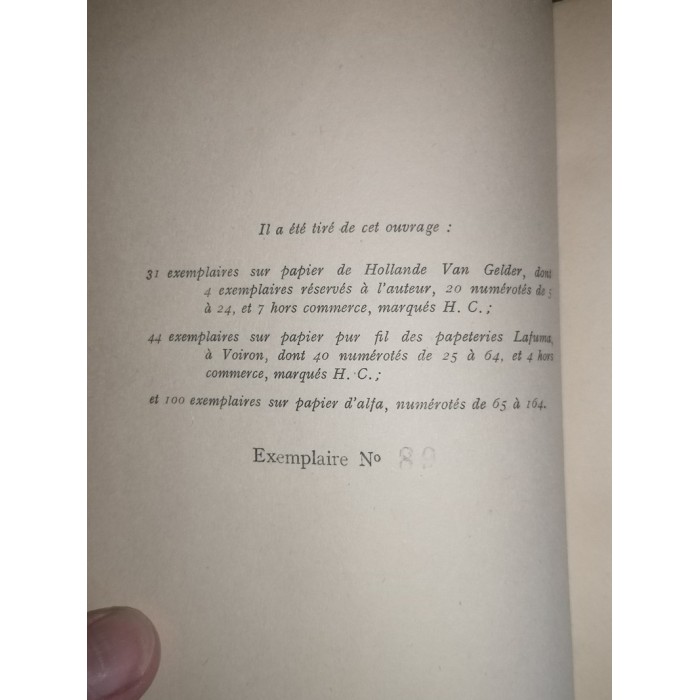 Il a été tiré de cet ouvrage :
31 exemplaires sur papier de Hollande Van Gelder, dont
4 exemplaires réservés à l'auteur, 20 numérotés de 5
à 24, et 7 hors commerce, marqués H. C. ;
44 exemplaires sur papier pur fil des papeteries Lafuma,
à Voiron, dont 40 numérotés de 25 à 64, et 4 hors
commerce, marqués H. C. ;
et 100 exemplaires sur papier d'alfa, numérotés de 65 à 164.
Exemplaire No 89